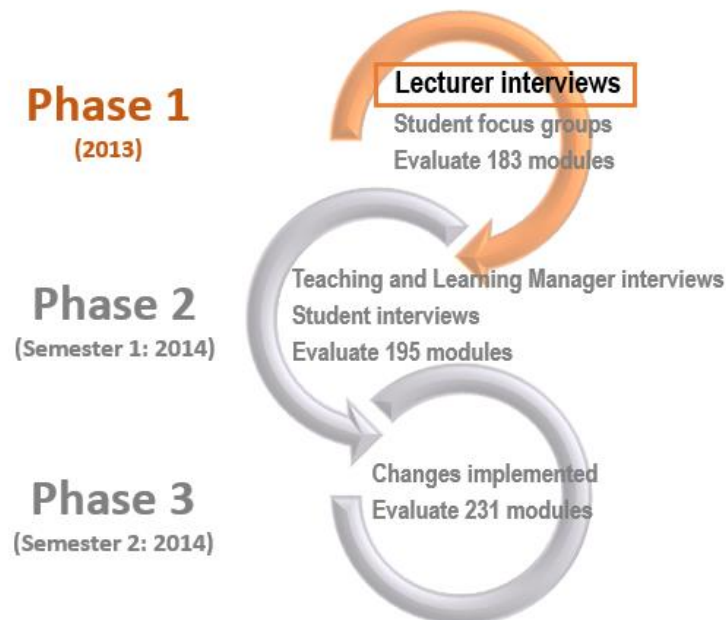 Phase 1
(2013)
Lecturer interviews
Student focus groups
Evaluate 183 modules
Phase 2
(Semester 1: 2014)
Teaching and Learning Manager interviews
Student interviews
Evaluate 195 modules
Phase 3
(Semester 2: 2014)
Changes implemented
Evaluate 231 modules